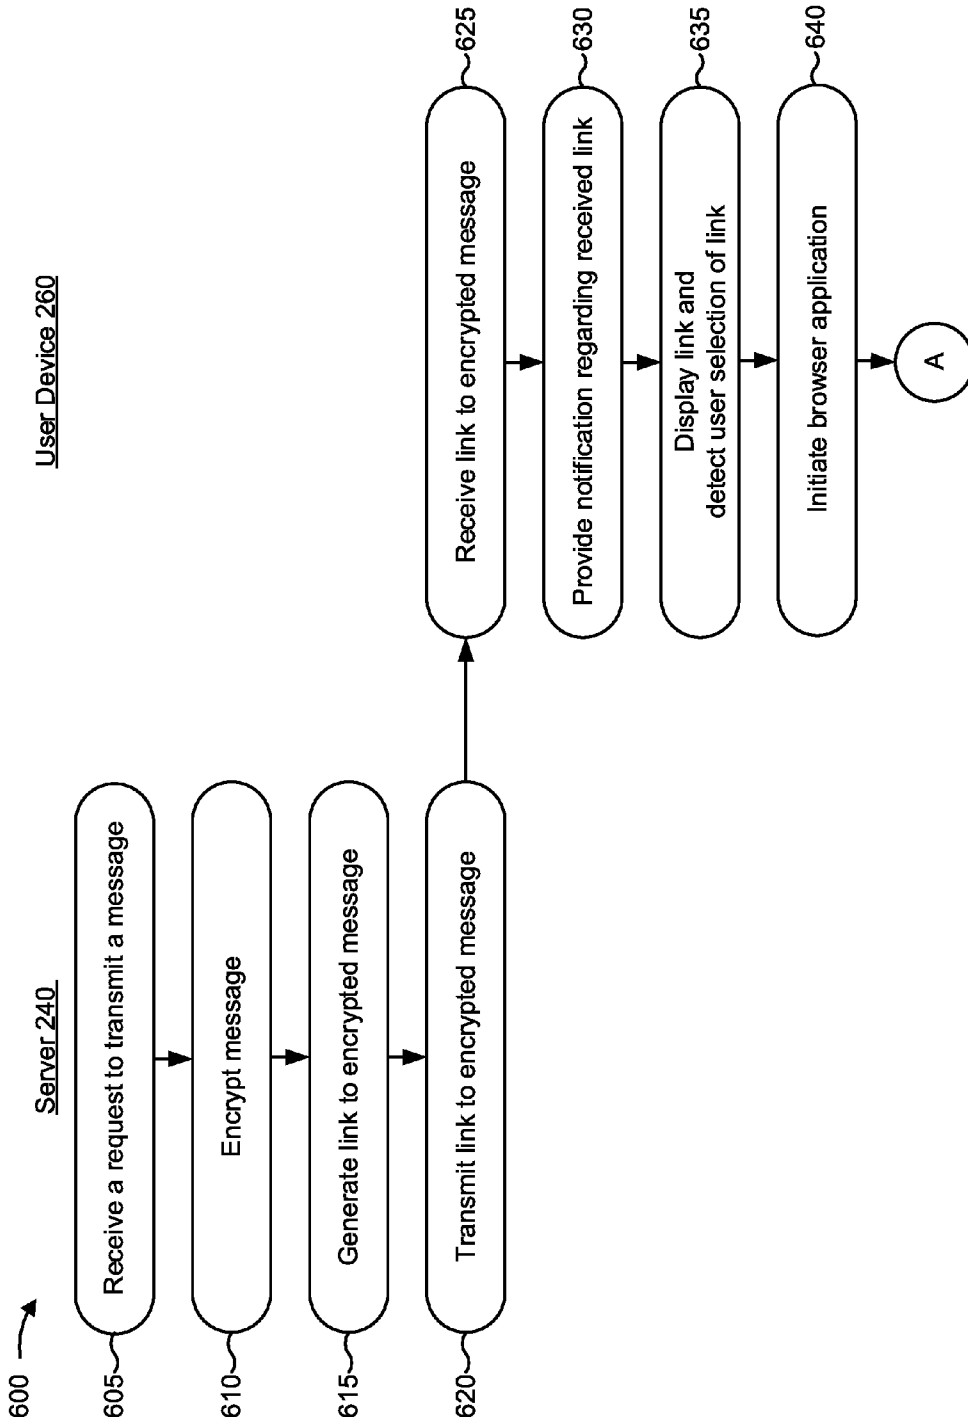 600
Server 240
User Device 260
605
Receive a request to transmit a message
610
Encrypt message
615
Generate link to encrypted message
620
Transmit link to encrypted message
Receive link to encrypted message
625
Provide notification regarding received link
630
Display link and
detect user selection of link
635
Initiate browser application
640
A